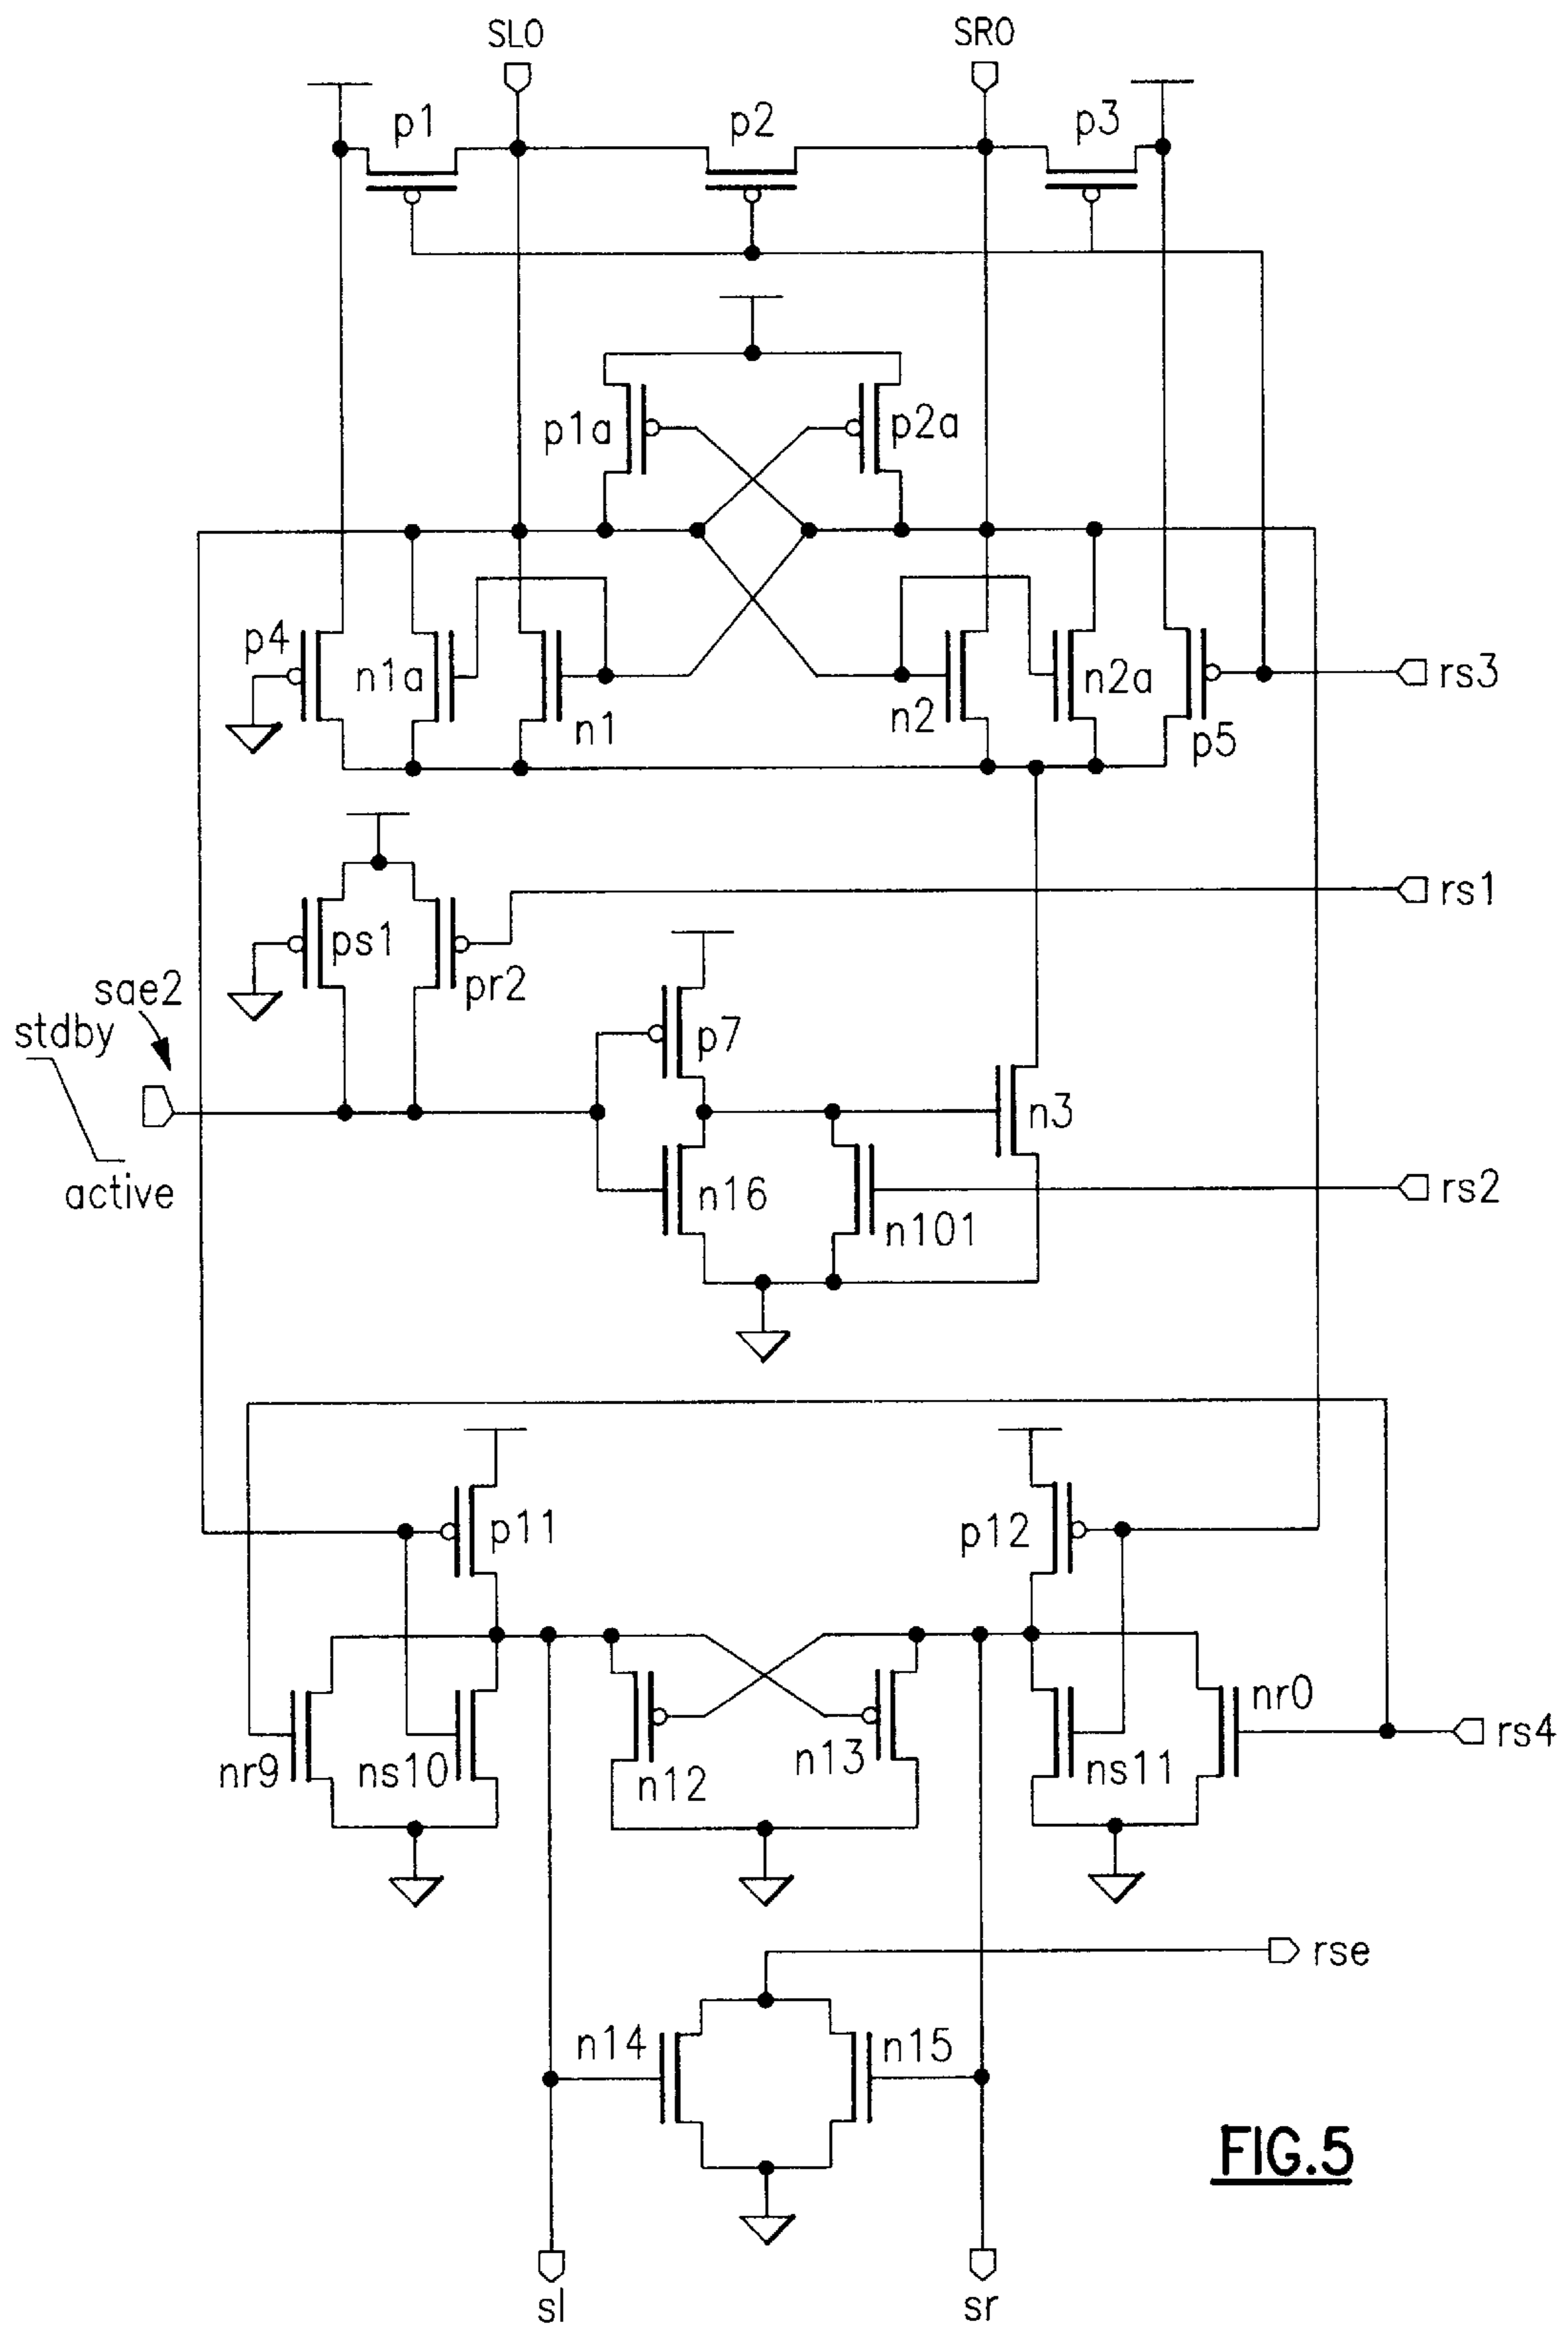 SL0
SR0
p1
p2
p3
p1a
p2a
p4
n1a
n1
n2
n2a
p5
rs3
rs1
ps1
pr2
sae2
stdby
active
p7
n3
n16
n101
rs2
p11
p12
nr9
ns10
n12
n13
ns11
nr0
rs4
rse
n14
n15
sl
sr
FIG.5